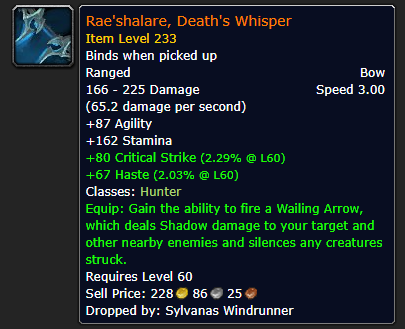 Rae'shalare, Death's Whisper
Item Level 233
Binds when picked up
Ranged Bow
166 - 225 Damage Speed 3.00
(65.2 damage per second)
+87 Agility
+162 Stamina
+80 Critical Strike (2.29% @ L60)
+67 Haste (2.03% @ L60)
Classes: Hunter
Equip: Gain the ability to fire a Wailing Arrow,
which deals Shadow damage to your target and
other nearby enemies and silences any creatures
struck.
Requires Level 60
Sell Price: 228 86 25
Dropped by: Sylvanas Windrunner